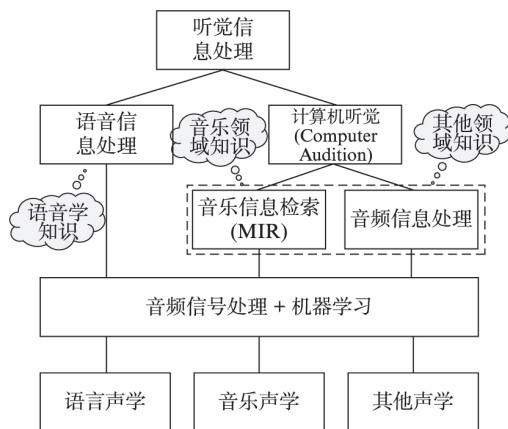 听觉信
息处理
语音信
息处理
音乐领
域知识
计算机听觉
(Computer
Audition)
其他领
域知识
语音学
知识
音乐信息检索
(MIR)
音频信息处理
音频信号处理 + 机器学习
语言声学
音乐声学
其他声学